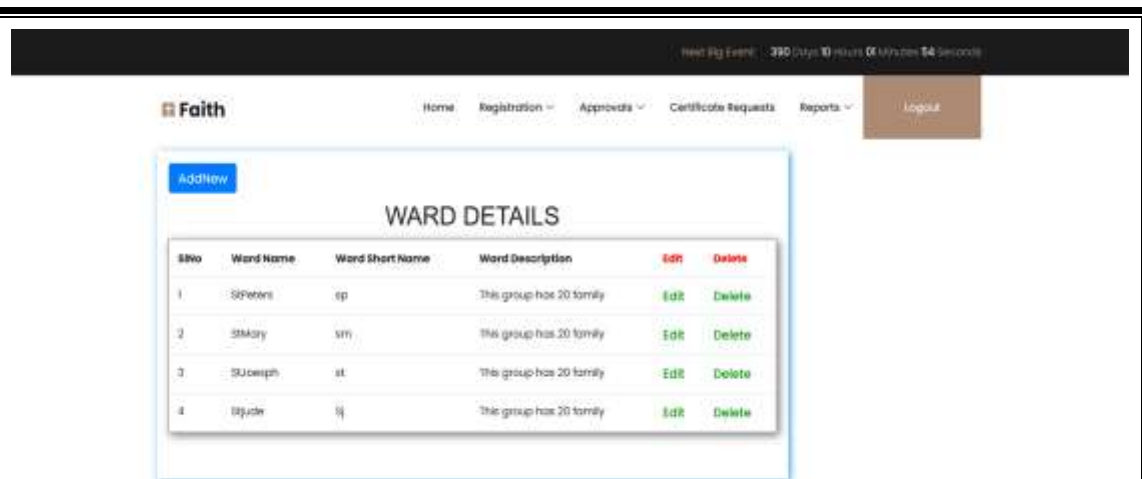 Next Big Event: 390 Days 10 Hours 01 Minutes 54 Seconds
Faith Home Registration Approvals Certificate Requests Reports Logout
AddNew
WARD DETAILS
SlNo Ward Name Ward Short Name Ward Description Edit Delete
1 StPeters sp This group has 20 family Edit Delete
2 StMary sm This group has 20 family Edit Delete
3 st This group has 20 family Edit Delete
4 StJude Sj This group has 20 family Edit Delete